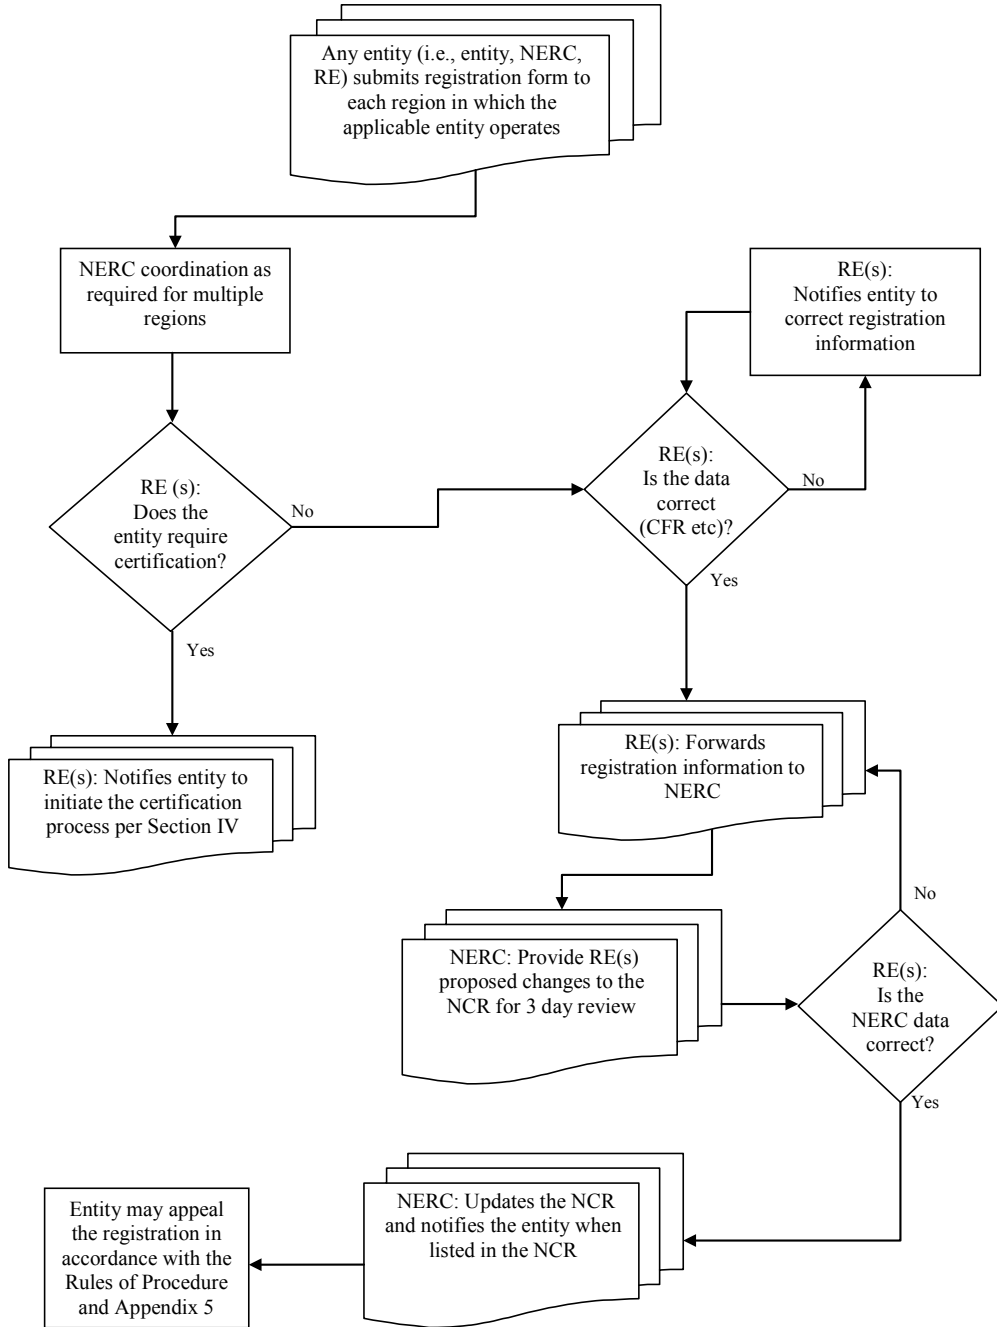 Any entity (i.e., entity, NERC,
RE) submits registration form to
each region in which the
applicable entity operates
NERC coordination as
required for multiple
regions
RE(s):
Notifies entity to
correct registration
information
RE (s):
Does the
entity require
certification?
No
RE(s):
Is the data
correct
(CFR etc)?
No
Yes
Yes
RE(s): Notifies entity to
initiate the certification
process per Section IV
RE(s): Forwards
registration information to
NERC
No
NERC: Provide RE(s)
proposed changes to the
NCR for 3 day review
RE(s):
Is the
NERC data
correct?
Yes
NERC: Updates the NCR
and notifies the entity when
listed in the NCR
Entity may appeal
the registration in
accordance with the
Rules of Procedure
and Appendix 5